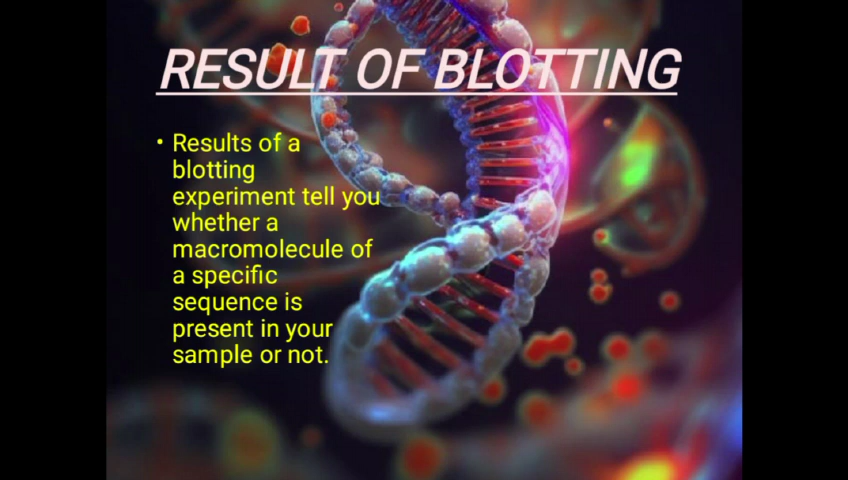 RESULT OF BLOTTING
• Results of a
blotting
experiment tell you
whether a
macromolecule of
a specific
sequence is
present in your
sample or not.